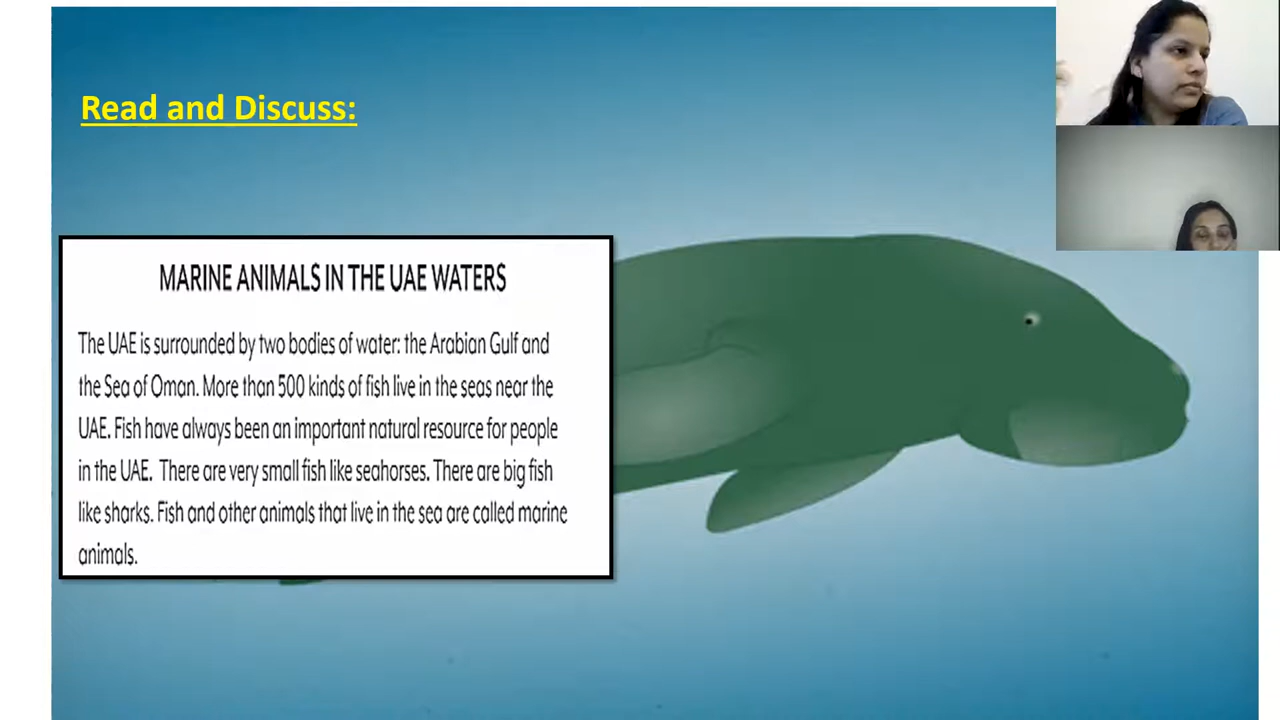 Read and Discuss:
MARINE ANIMALS IN THE UAE WATERS
The UAE is surrounded by two bodies of water: the Arabian Gulf and
the Sea of Oman. More than 500 kinds of fish live in the seas near the
UAE. Fish have always been an important natural resource for people
in the UAE. There are very small fish like seahorses. There are big fish
like sharks. Fish and other animals that live in the sea are called marine
animals.